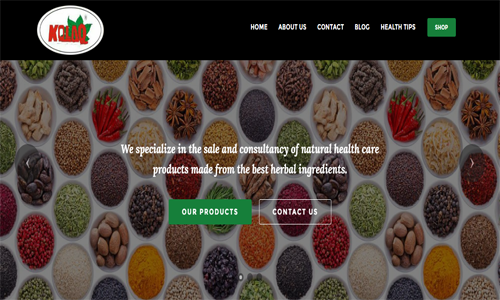 HOME ABOUT US CONTACT BLOG HEALTH TIPS SHOP
We specialize in the sale and consultancy of natural health care
products made from the best herbal ingredients.
OUR PRODUCTS CONTACT US